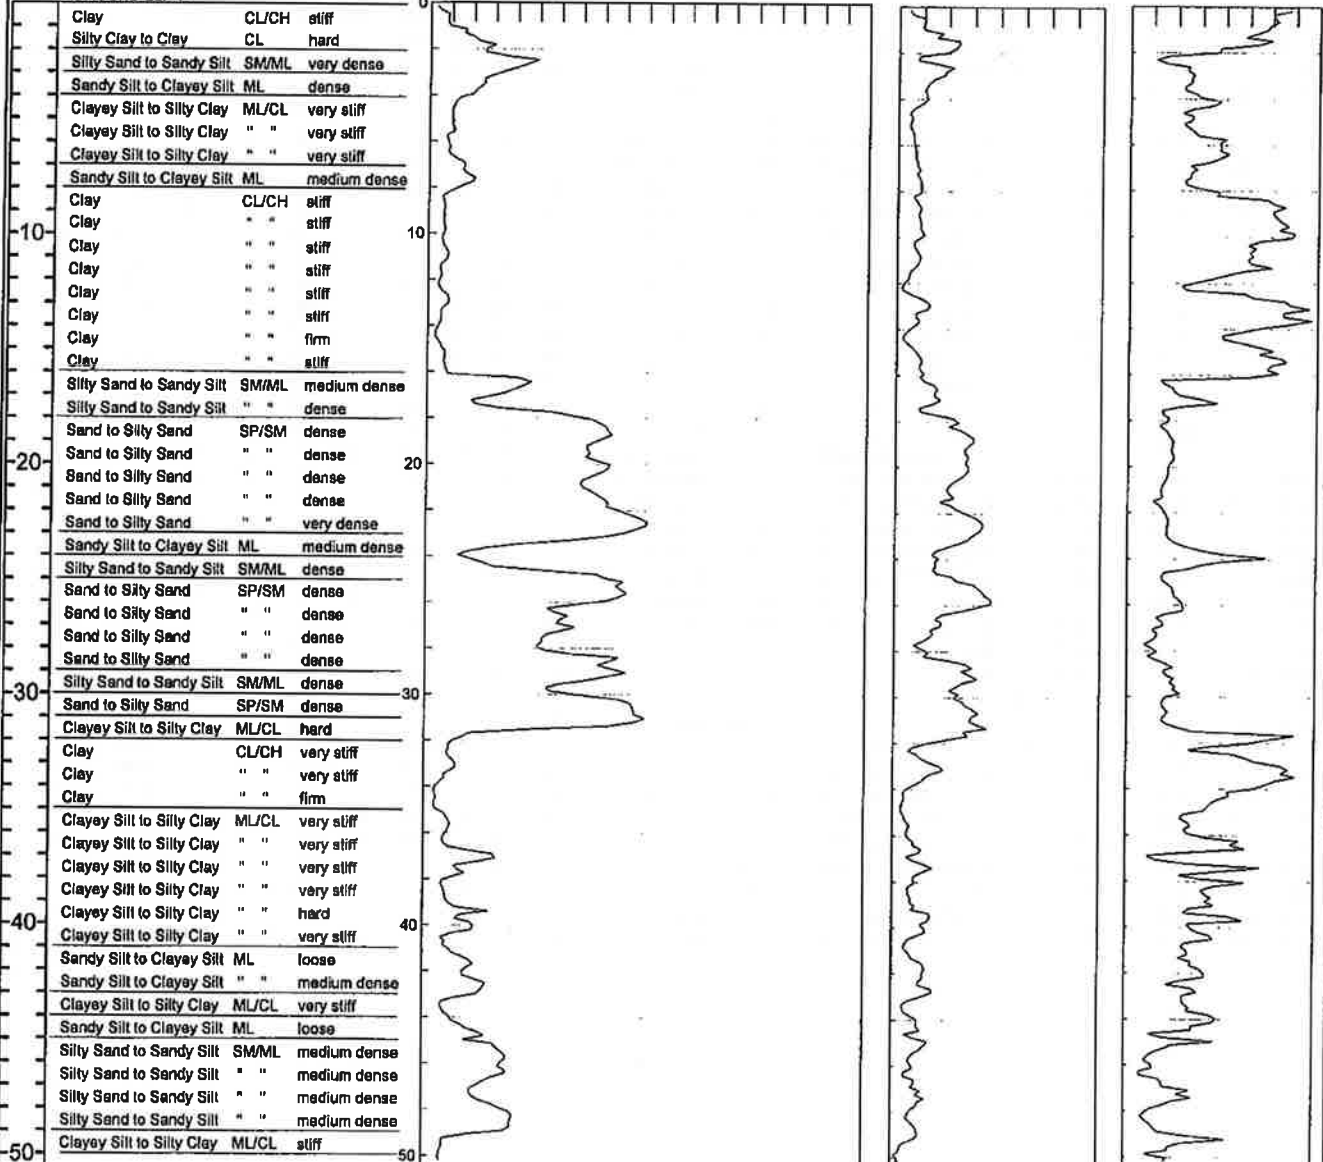 0
Clay CL/CH stiff
Silty Clay to Clay CL hard
Silty Sand to Sandy Silt SM/ML very dense
Sandy Silt to Clayey Silt ML dense
Clayey Silt to Silty Clay ML/CL very stiff
Clayey Silt to Silty Clay " " very stiff
Clayey Silt to Silty Clay " " very stiff
Sandy Silt to Clayey Silt ML medium dense
Clay CL/CH stiff
Clay " " stiff
-10- Clay " " stiff 10
Clay " " stiff
Clay " " stiff
Clay " " stiff
Clay " " firm
Clay " " stiff
Silty Sand to Sandy Silt SM/ML medium dense
Silty Sand to Sandy Silt " " dense
Sand to Silty Sand SP/SM dense
-20- Sand to Silty Sand " " dense 20
Sand to Silty Sand " " dense
Sand to Silty Sand " " dense
Sand to Silty Sand " " very dense
Sandy Silt to Clayey Silt ML medium dense
Silty Sand to Sandy Silt SM/ML dense
Sand to Silty Sand SP/SM dense
Sand to Silty Sand " " dense
Sand to Silty Sand " " dense
Sand to Silty Sand " " dense
-30- Silty Sand to Sandy Silt SM/ML dense 30
Sand to Silty Sand SP/SM dense
Clayey Silt to Silty Clay ML/CL hard
Clay CL/CH very stiff
Clay " " very stiff
Clay " " firm
Clayey Silt to Silty Clay ML/CL very stiff
Clayey Silt to Silty Clay " " very stiff
Clayey Silt to Silty Clay " " very stiff
Clayey Silt to Silty Clay " " very stiff
-40- Clayey Silt to Silty Clay " " hard 40
Clayey Silt to Silty Clay " " very stiff
Sandy Silt to Clayey Silt ML loose
Sandy Silt to Clayey Silt " " medium dense
Clayey Silt to Silty Clay ML/CL very stiff
Sandy Silt to Clayey Silt ML loose
Silty Sand to Sandy Silt SM/ML medium dense
Silty Sand to Sandy Silt " " medium dense
Silty Sand to Sandy Silt " " medium dense
Silty Sand to Sandy Silt " " medium dense
-50- Clayey Silt to Silty Clay ML/CL stiff 50